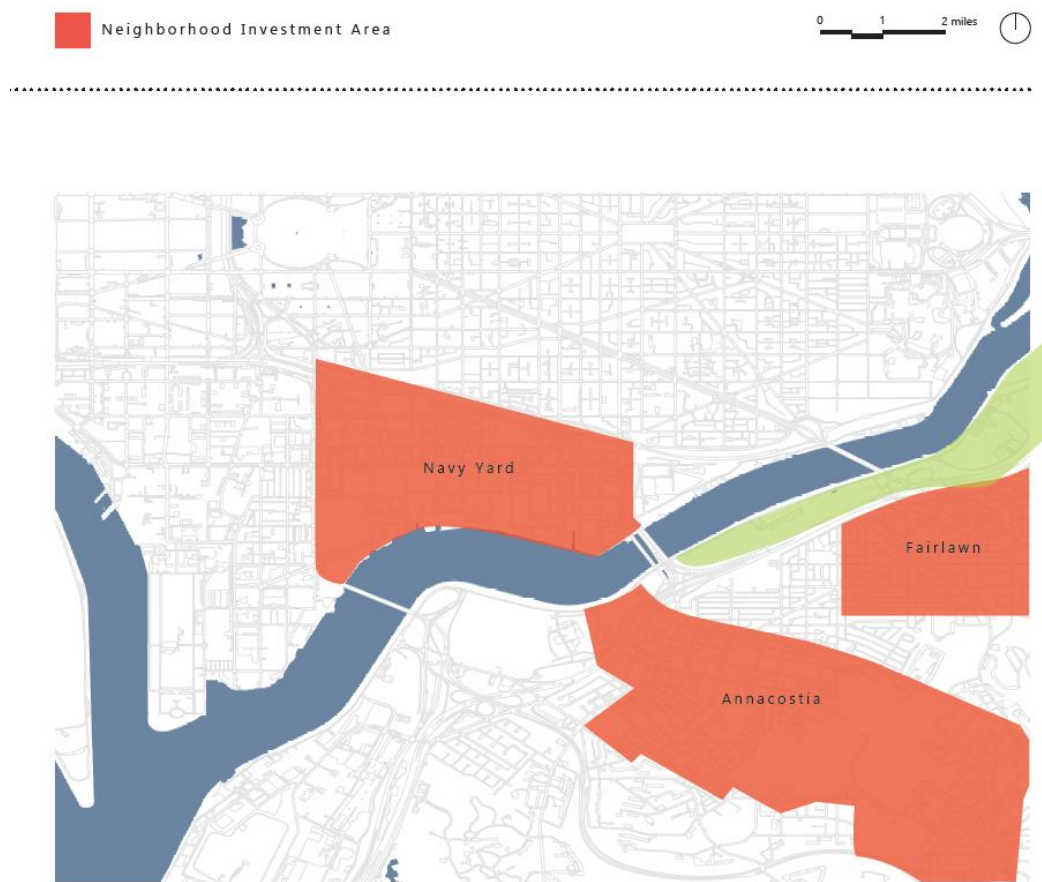 Neighborhood Investment Area
0 1 2 miles
Navy Yard
Fairlawn
Annacostia